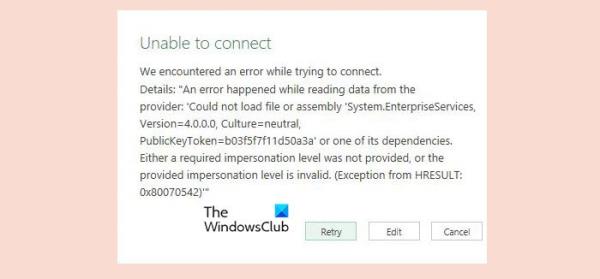 Unable to connect
We encountered an error while trying to connect.
Details: "An error happened while reading data from the
provider: 'Could not load file or assembly 'System.EnterpriseServices,
Version=4.0.0.0, Culture=neutral,
PublicKeyToken=b03f5f7f11d50a3a' or one of its dependencies.
Either a required impersonation level was not provided, or the
provided impersonation level is invalid. (Exception from HRESULT:
0x80070542)'"
The
WindowsClub
Retry Edit Cancel